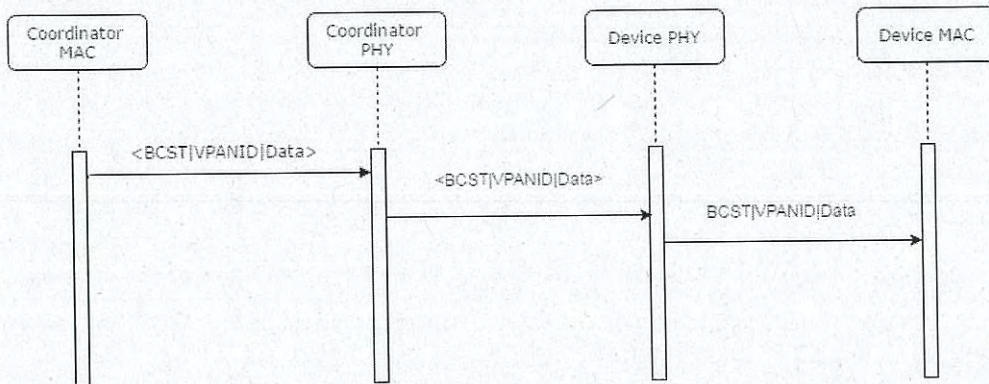 Coordinator
MAC
Coordinator
PHY
Device PHY
Device MAC
<BCST|VPANID|Data>
<BCST|VPANID|Data>
BCST|VPANID|Data